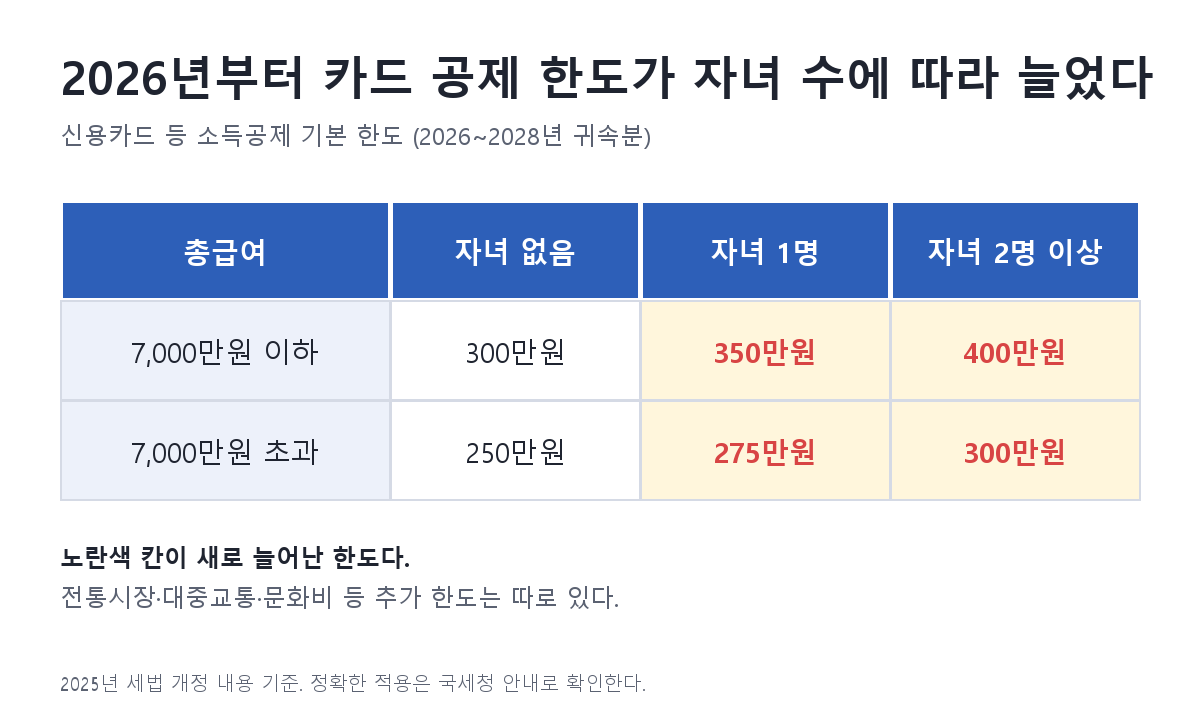 2026년부터 카드 공제 한도가 자녀 수에 따라 늘었다
신용카드 등 소득공제 기본 한도 (2026~2028년 귀속분)
총급여 자녀 없음 자녀 1명 자녀 2명 이상
7,000만원 이하 300만원 350만원 400만원
7,000만원 초과 250만원 275만원 300만원
노란색 칸이 새로 늘어난 한도다.
전통시장·대중교통·문화비 등 추가 한도는 따로 있다.
2025년 세법 개정 내용 기준. 정확한 적용은 국세청 안내로 확인한다.